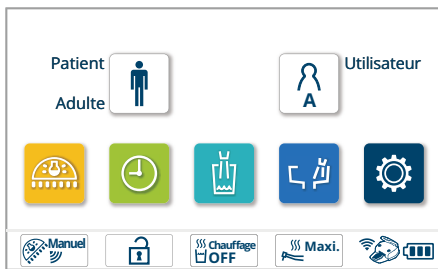 Patient
Adulte
Utilisateur
A
Manuel
Chauffage
OFF
Maxi.